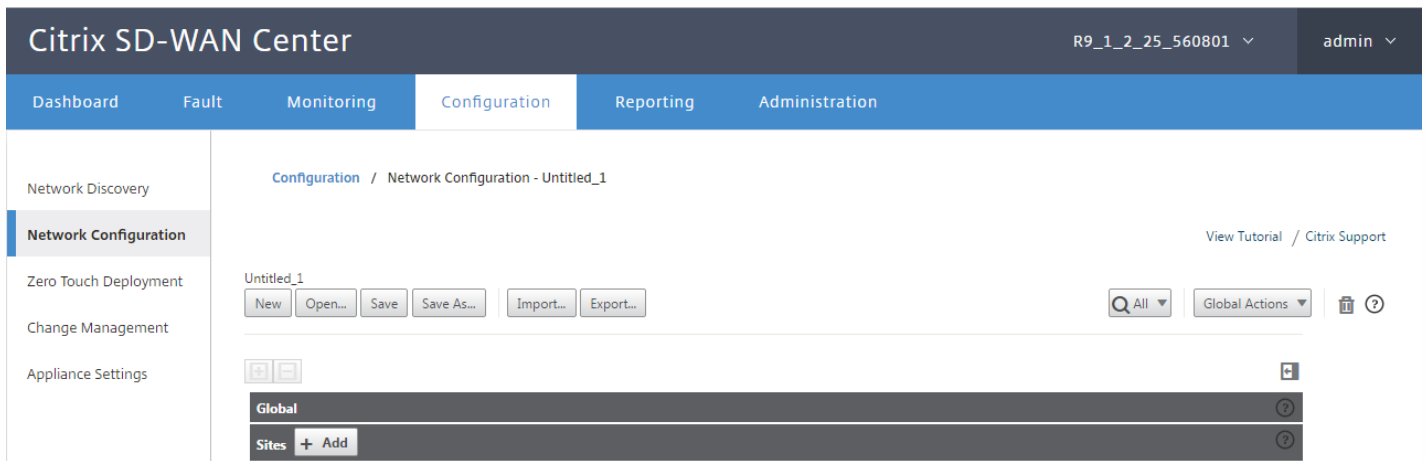 Citrix SD-WAN Center R9_1_2_25_560801 admin
Dashboard Fault Monitoring Configuration Reporting Administration
Network Discovery
Network Configuration
Zero Touch Deployment
Change Management
Appliance Settings
Configuration / Network Configuration - Untitled_1
View Tutorial / Citrix Support
Untitled_1
New Open... Save Save As... Import... Export... All Global Actions ?
Global ?
Sites + Add ?